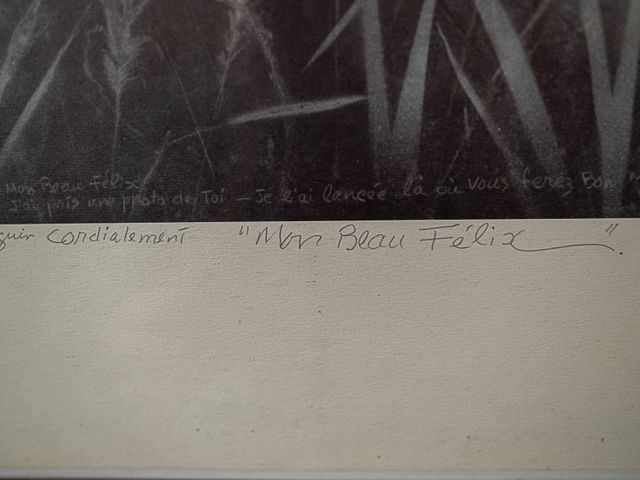 Mon Beau Félix
J'ai pris une photo de Toi — Je l'ai lancée là où vous ferez Bon
cordialement "Mon Beau Félix".